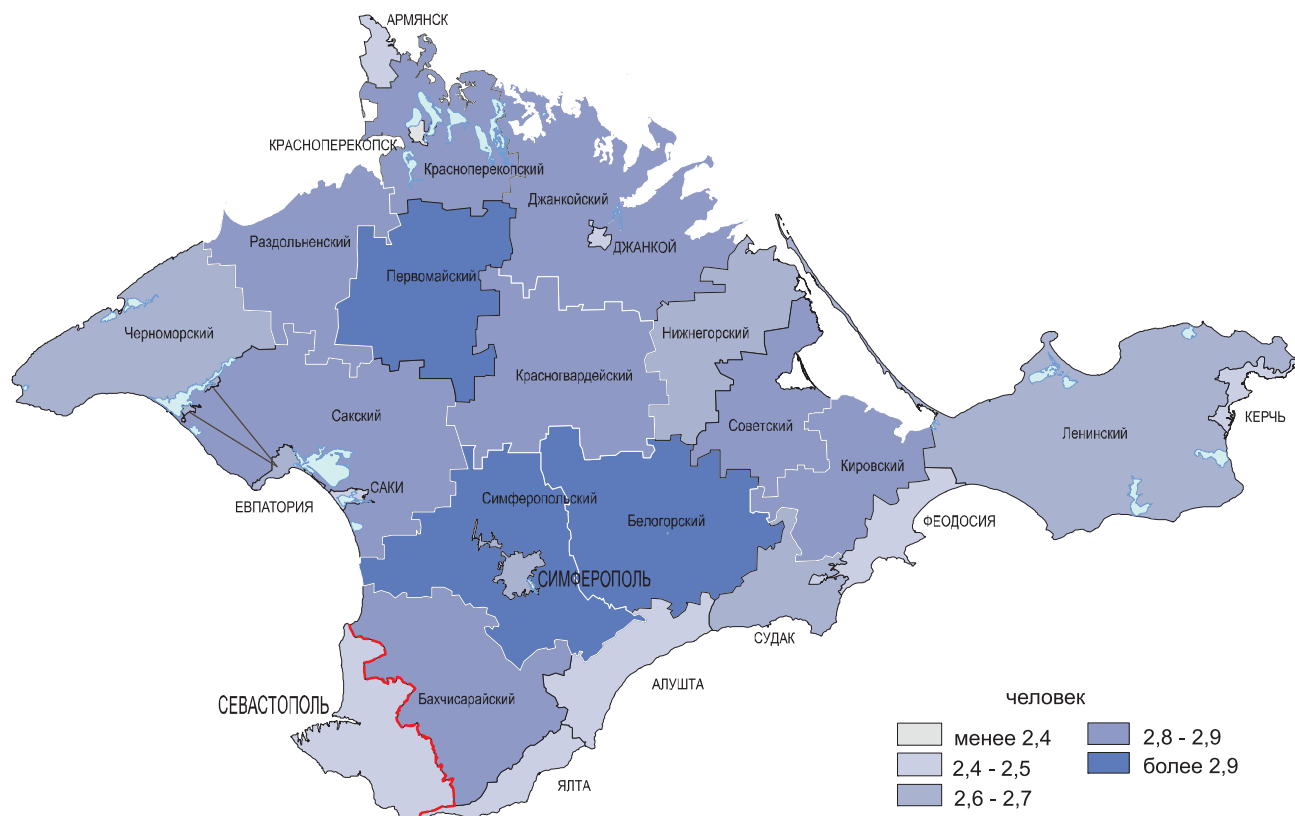 АРМЯНСК
КРАСНОПЕРЕКОПСК
Красноперекопский
Джанкойский
Раздольненский
ДЖАНКОЙ
Первомайский
Черноморский
Нижнегорский
Красногвардейский
Сакский
Советский
Ленинский
КЕРЧЬ
Кировский
САКИ
ЕВПАТОРИЯ
Симферопольский
Белогорский
ФЕОДОСИЯ
СИМФЕРОПОЛЬ
СУДАК
АЛУШТА
Бахчисарайский
СЕВАСТОПОЛЬ
ЯЛТА
человек
менее 2,4
2,4 - 2,5
2,6 - 2,7
2,8 - 2,9
более 2,9